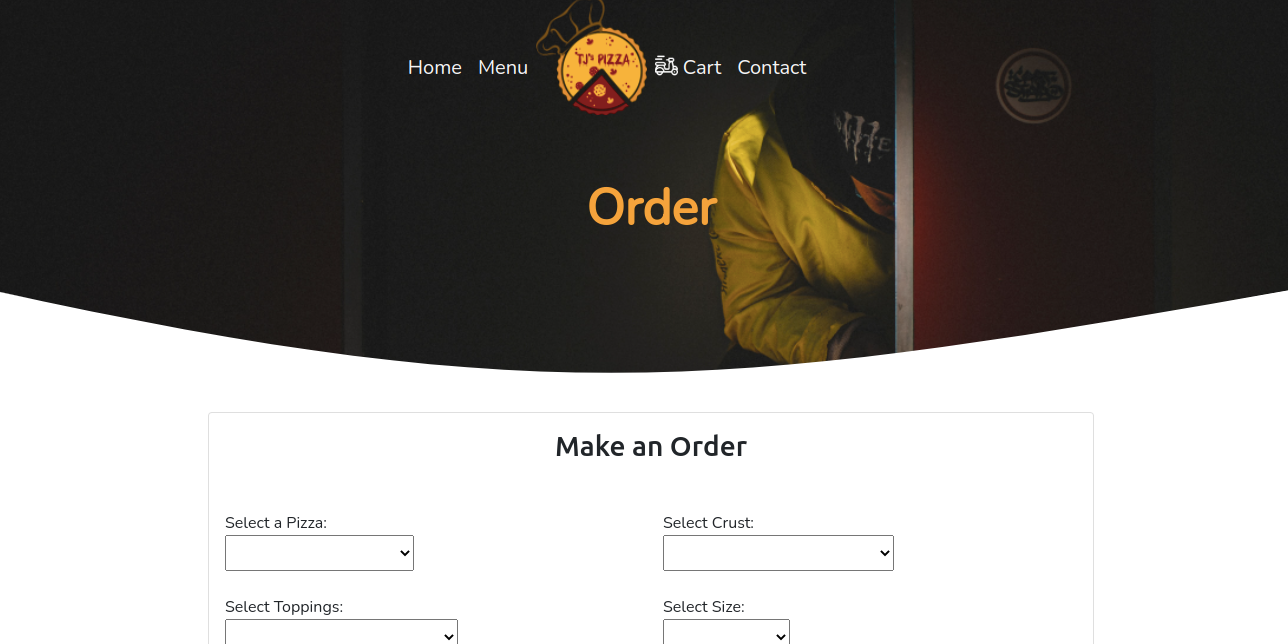 Home Menu TJ's PIZZA Cart Contact
Order
Make an Order
Select a Pizza: Select Crust:
Select Toppings: Select Size: